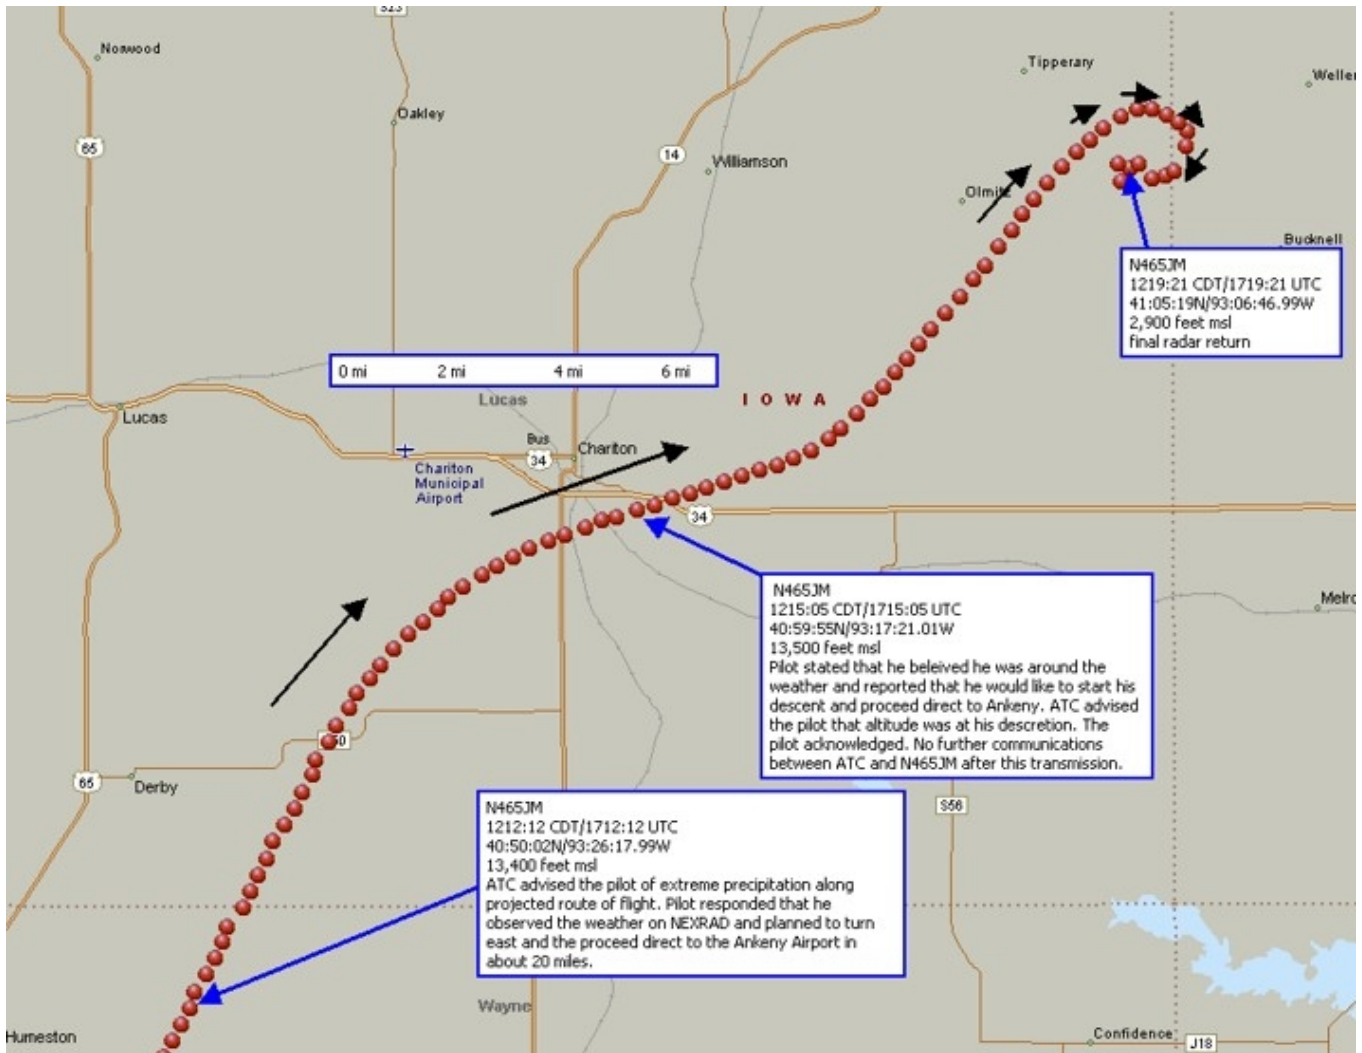 S23
Norwood
Tipperary
Oakley
65
14
Williamson
Olmitz
Bucknell
N465JM
1219:21 CDT/1719:21 UTC
41:05:19N/93:06:46.99W
2,900 feet msl
final radar return
0 mi 2 mi 4 mi 6 mi
Lucas
I O W A
Lucas
Bus
34
Chariton
Chariton
Municipal
Airport
34
N465JM
1215:05 CDT/1715:05 UTC
40:59:55N/93:17:21.01W
13,500 feet msl
Pilot stated that he beleived he was around the
weather and reported that he would like to start his
descent and proceed direct to Ankeny. ATC advised
the pilot that altitude was at his descretion. The
pilot acknowledged. No further communications
between ATC and N465JM after this transmission.
65
Derby
S56
N465JM
1212:12 CDT/1712:12 UTC
40:50:02N/93:26:17.99W
13,400 feet msl
ATC advised the pilot of extreme precipitation along
projected route of flight. Pilot responded that he
observed the weather on NEXRAD and planned to turn
east and the proceed direct to the Ankeny Airport in
about 20 miles.
Wayne
Humeston
Confidence
J18